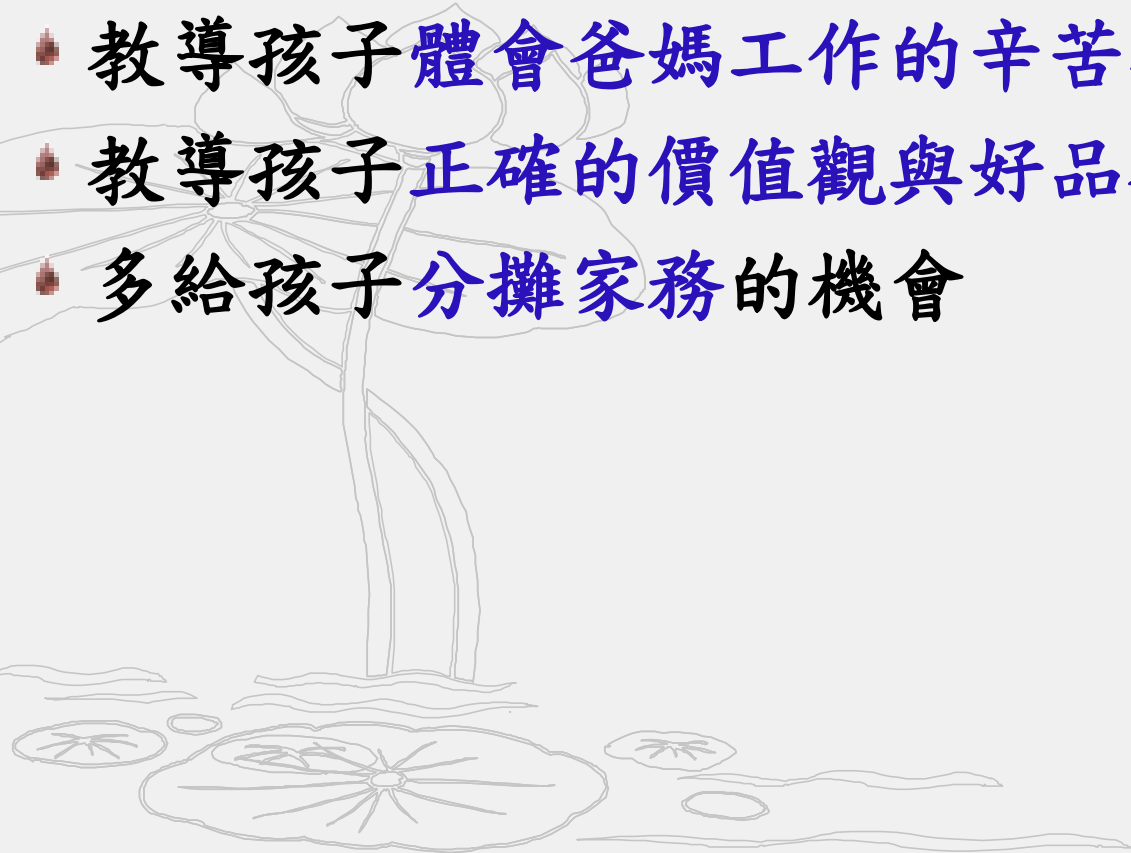 教導孩子體會爸媽工作的辛苦
教導孩子正確的價值觀與好品
多給孩子分攤家務的機會